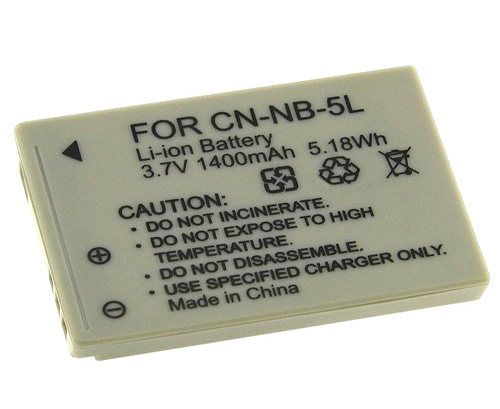 FOR CN-NB-5L
Li-ion Battery
3.7V 1400mAh 5.18Wh
CAUTION:
• DO NOT INCINERATE.
• DO NOT EXPOSE TO HIGH
TEMPERATURE.
• DO NOT DISASSEMBLE.
• USE SPECIFIED CHARGER ONLY.
Made in China